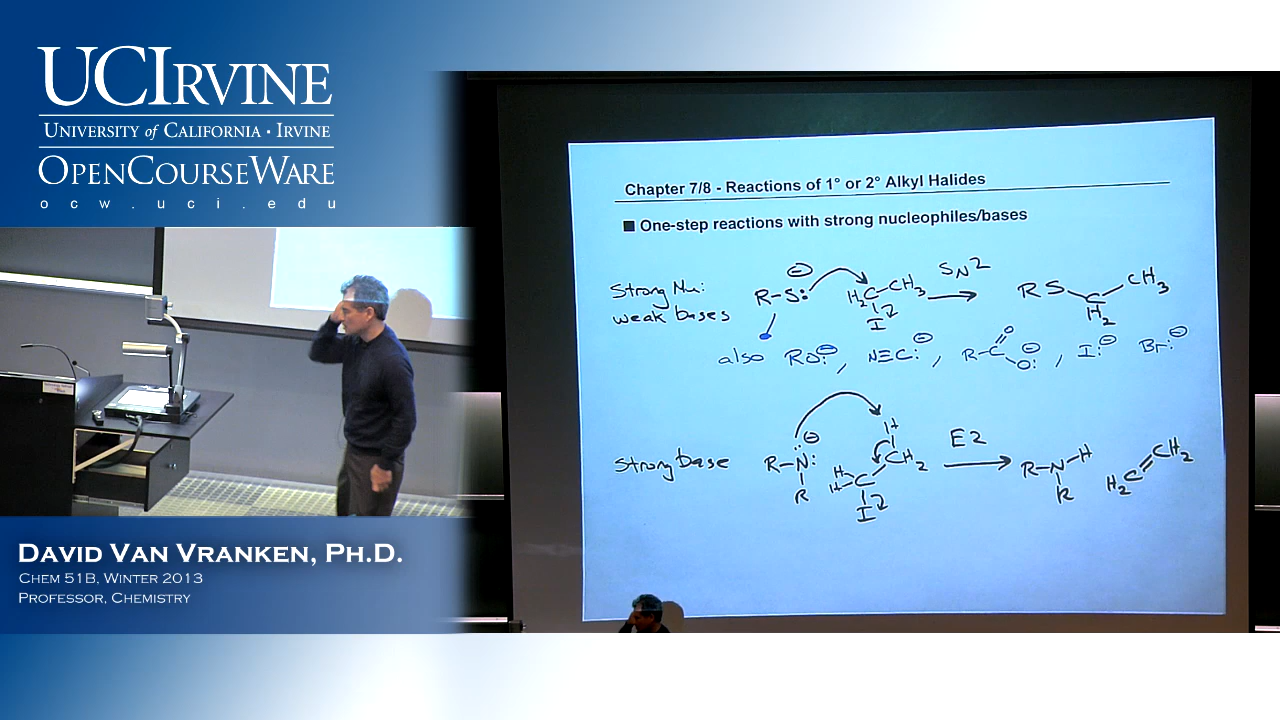 UCIRVINE
UNIVERSITY of CALIFORNIA · IRVINE
OPENCOURSEWARE
ocw.uci.edu
DAVID VAN VRANKEN, PH.D.
CHEM 51B, WINTER 2013
PROFESSOR, CHEMISTRY
Chapter 7/8 - Reactions of 1° or 2° Alkyl Halides
■ One-step reactions with strong nucleophiles/bases
Strong Nu:
weak bases
R-S:⊖
H₂C-CH₃
I
SN2
RS
C
H₂
CH₃
also RO:⊖, N≡C:⊖, R-C O O:⊖, I:⊖ Br:⊖
Strong base
R-N:⊖
R
H
H
H
C
CH₂
I
E2
R-N-H
R
H₂C=CH₂